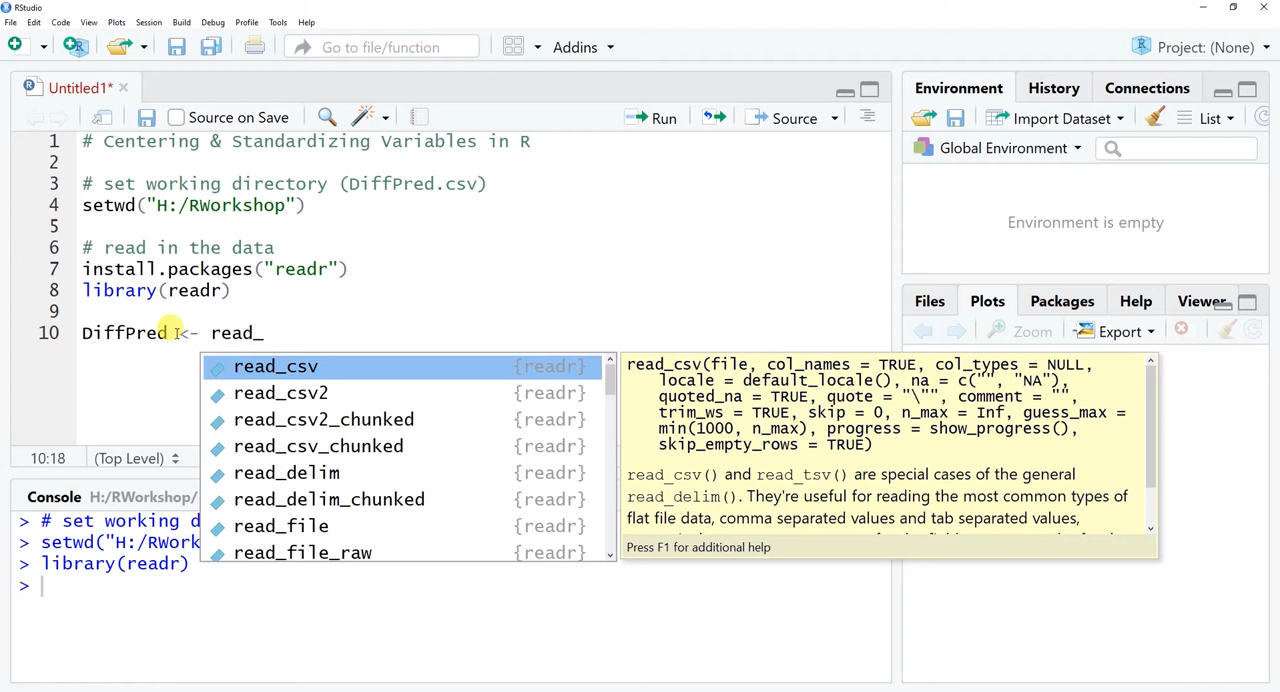 RStudio
File Edit Code View Plots Session Build Debug Profile Tools Help
Go to file/function Addins Project: (None)
Untitled1*
Source on Save Run Source
1 # Centering & Standardizing Variables in R
2
3 # set working directory (DiffPred.csv)
4 setwd("H:/RWorkshop")
5
6 # read in the data
7 install.packages("readr")
8 library(readr)
9
10 DiffPred <- read_
read_csv {readr}
read_csv2 {readr}
read_csv2_chunked {readr}
read_csv_chunked {readr}
read_delim {readr}
read_delim_chunked {readr}
read_file {readr}
read_file_raw {readr}
read_csv(file, col_names = TRUE, col_types = NULL,
locale = default_locale(), na = c("", "NA"),
quoted_na = TRUE, quote = "\"", comment = "",
trim_ws = TRUE, skip = 0, n_max = Inf, guess_max =
min(1000, n_max), progress = show_progress(),
skip_empty_rows = TRUE)
read_csv() and read_tsv() are special cases of the general
read_delim(). They're useful for reading the most common types of
flat file data, comma separated values and tab separated values,
Press F1 for additional help
10:18 (Top Level)
Console H:/RWorkshop/
> # set working d
> setwd("H:/RWork
> library(readr)
>
Environment History Connections
Import Dataset List
Global Environment
Environment is empty
Files Plots Packages Help Viewer
Zoom Export